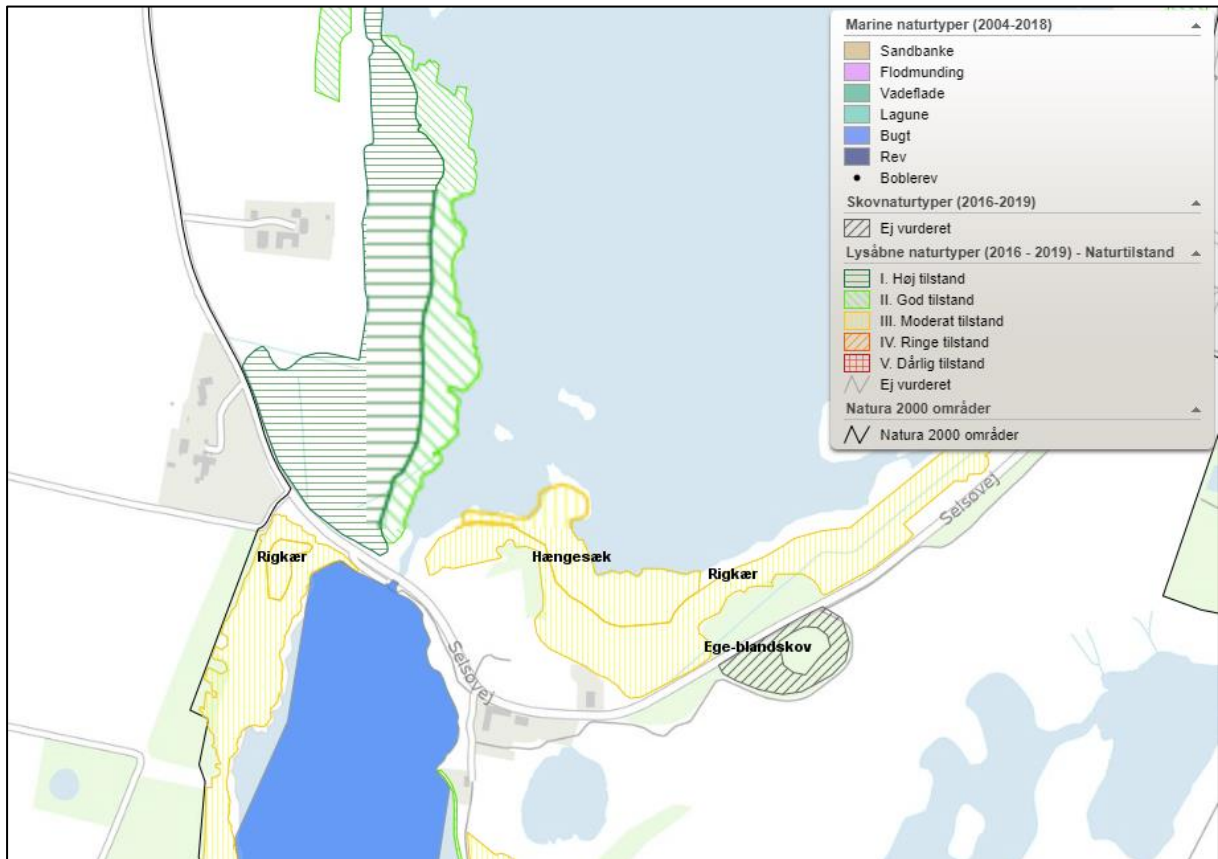 Marine naturtyper (2004-2018)
Sandbanke
Flodmunding
Vadeflade
Lagune
Bugt
Rev
Boblerev
Skovnaturtyper (2016-2019)
Ej vurderet
Lysåbne naturtyper (2016 - 2019) - Naturtilstand
I. Høj tilstand
II. God tilstand
III. Moderat tilstand
IV. Ringe tilstand
V. Dårlig tilstand
Ej vurderet
Natura 2000 områder
Natura 2000 områder
Selsøvej
Rigkær
Hængesæk
Rigkær
Ege-blandskov
Selsøvej